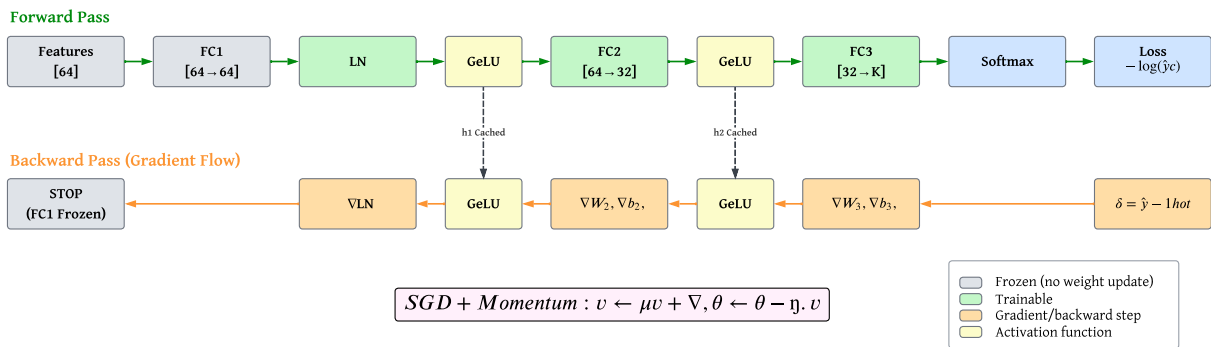 Forward Pass
Features
[64]
FC1
[64→64]
LN
GeLU
FC2
[64→32]
GeLU
FC3
[32→K]
Softmax
Loss
− log(ŷc)
h1 Cached
h2 Cached
Backward Pass (Gradient Flow)
STOP
(FC1 Frozen)
∇LN
GeLU
∇W₂, ∇b₂,
GeLU
∇W₃, ∇b₃,
δ = ŷ − 1hot
SGD + Momentum : v ← μv + ∇, θ ← θ − η. v
Frozen (no weight update)
Trainable
Gradient/backward step
Activation function